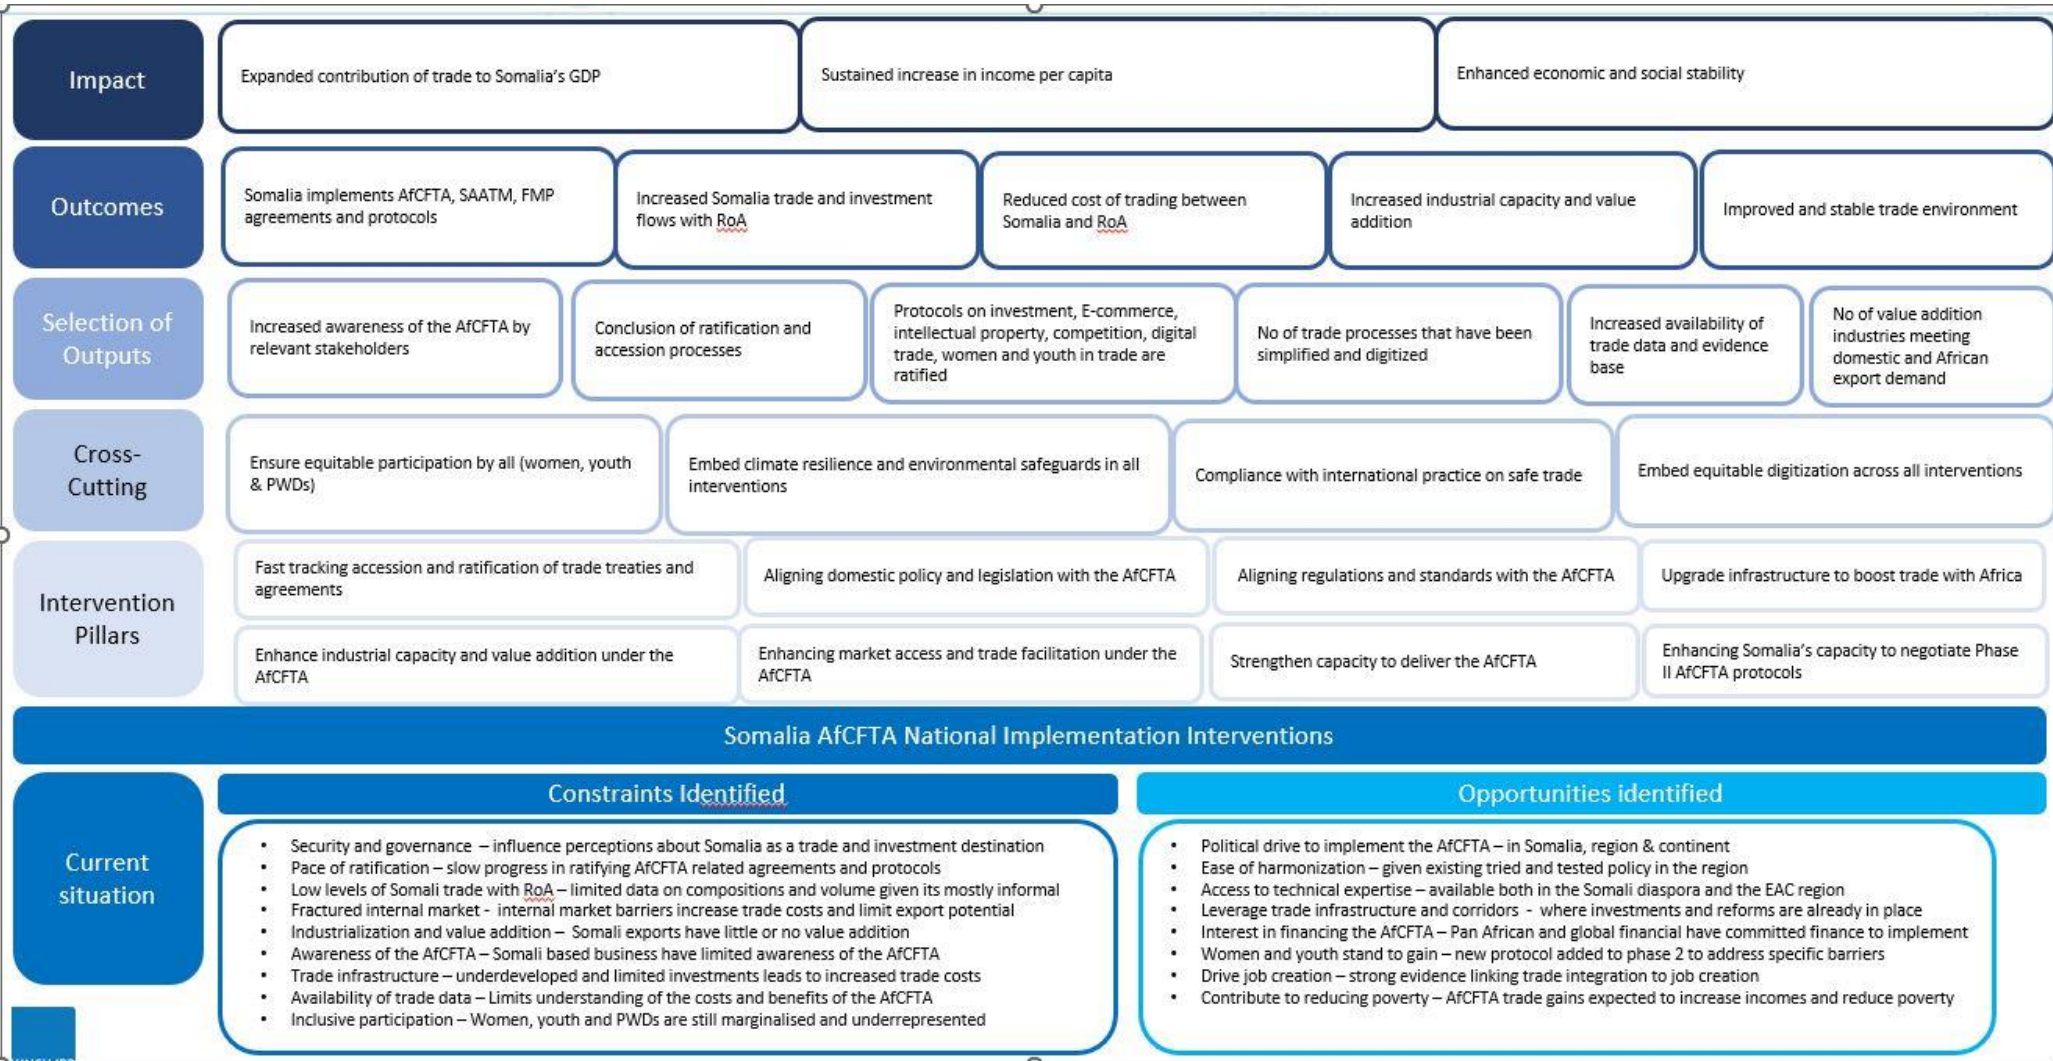 Impact
Expanded contribution of trade to Somalia's GDP
Sustained increase in income per capita
Enhanced economic and social stability
Outcomes
Somalia implements AfCFTA, SAATM, FMP
agreements and protocols
Increased Somalia trade and investment
flows with RoA
Reduced cost of trading between
Somalia and RoA
Increased industrial capacity and value
addition
Improved and stable trade environment
Selection of
Outputs
Increased awareness of the AfCFTA by
relevant stakeholders
Conclusion of ratification and
accession processes
Protocols on investment, E-commerce,
intellectual property, competition, digital
trade, women and youth in trade are
ratified
No of trade processes that have been
simplified and digitized
Increased availability of
trade data and evidence
base
No of value addition
industries meeting
domestic and African
export demand
Cross-
Cutting
Ensure equitable participation by all (women, youth
& PWDs)
Embed climate resilience and environmental safeguards in all
interventions
Compliance with international practice on safe trade
Embed equitable digitization across all interventions
Intervention
Pillars
Fast tracking accession and ratification of trade treaties and
agreements
Aligning domestic policy and legislation with the AfCFTA
Aligning regulations and standards with the AfCFTA
Upgrade infrastructure to boost trade with Africa
Enhance industrial capacity and value addition under the
AfCFTA
Enhancing market access and trade facilitation under the
AfCFTA
Strengthen capacity to deliver the AfCFTA
Enhancing Somalia's capacity to negotiate Phase
II AfCFTA protocols
Somalia AfCFTA National Implementation Interventions
Current
situation
Constraints Identified
• Security and governance – influence perceptions about Somalia as a trade and investment destination
• Pace of ratification – slow progress in ratifying AfCFTA related agreements and protocols
• Low levels of Somali trade with RoA – limited data on compositions and volume given its mostly informal
• Fractured internal market - internal market barriers increase trade costs and limit export potential
• Industrialization and value addition – Somali exports have little or no value addition
• Awareness of the AfCFTA – Somali based business have limited awareness of the AfCFTA
• Trade infrastructure – underdeveloped and limited investments leads to increased trade costs
• Availability of trade data – Limits understanding of the costs and benefits of the AfCFTA
• Inclusive participation – Women, youth and PWDs are still marginalised and underrepresented
Opportunities identified
• Political drive to implement the AfCFTA – in Somalia, region & continent
• Ease of harmonization – given existing tried and tested policy in the region
• Access to technical expertise – available both in the Somali diaspora and the EAC region
• Leverage trade infrastructure and corridors - where investments and reforms are already in place
• Interest in financing the AfCFTA – Pan African and global financial have committed finance to implement
• Women and youth stand to gain – new protocol added to phase 2 to address specific barriers
• Drive job creation – strong evidence linking trade integration to job creation
• Contribute to reducing poverty – AfCFTA trade gains expected to increase incomes and reduce poverty